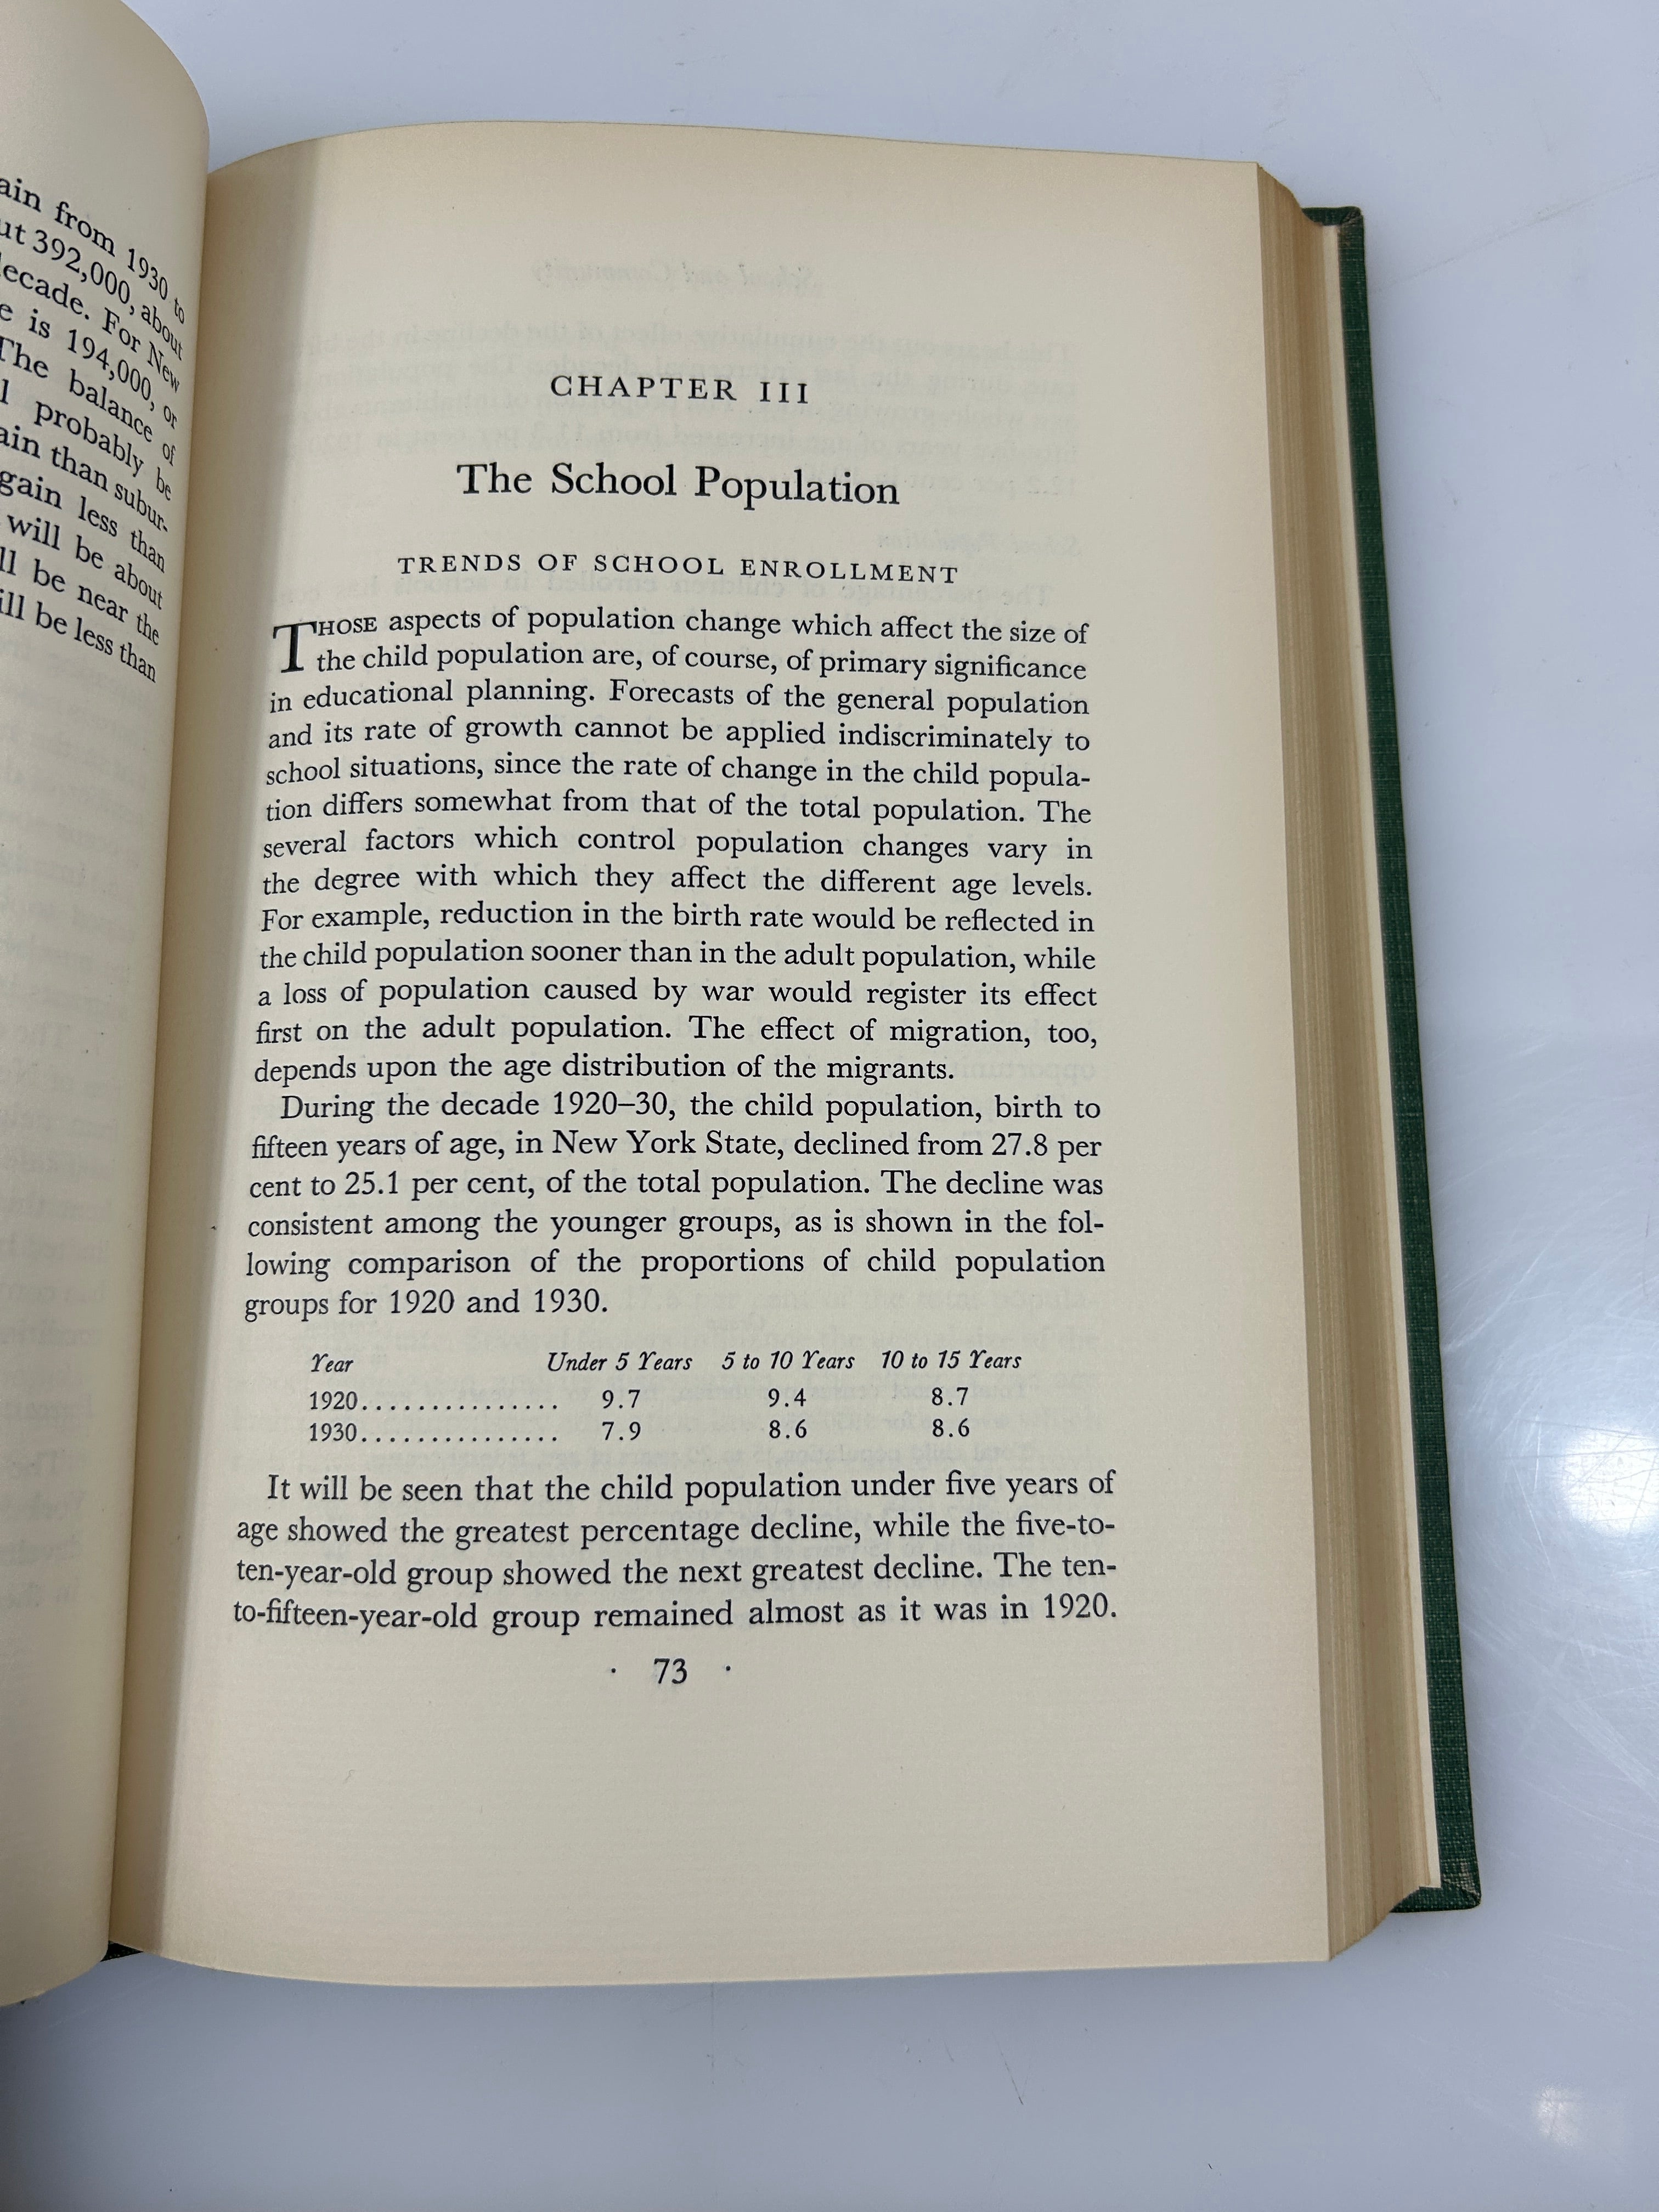 ain from 1930 to
ut 392,000, about
decade. For New
e is 194,000, or
The balance of
l probably be
ain than subur-
gain less than
will be about
ll be near the
ill be less than
CHAPTER III
The School Population
TRENDS OF SCHOOL ENROLLMENT
THOSE aspects of population change which affect the size of
the child population are, of course, of primary significance
in educational planning. Forecasts of the general population
and its rate of growth cannot be applied indiscriminately to
school situations, since the rate of change in the child popula-
tion differs somewhat from that of the total population. The
several factors which control population changes vary in
the degree with which they affect the different age levels.
For example, reduction in the birth rate would be reflected in
the child population sooner than in the adult population, while
a loss of population caused by war would register its effect
first on the adult population. The effect of migration, too,
depends upon the age distribution of the migrants.
During the decade 1920–30, the child population, birth to
fifteen years of age, in New York State, declined from 27.8 per
cent to 25.1 per cent, of the total population. The decline was
consistent among the younger groups, as is shown in the fol-
lowing comparison of the proportions of child population
groups for 1920 and 1930.
Year Under 5 Years 5 to 10 Years 10 to 15 Years
1920............... 9.7 9.4 8.7
1930............... 7.9 8.6 8.6
It will be seen that the child population under five years of
age showed the greatest percentage decline, while the five-to-
ten-year-old group showed the next greatest decline. The ten-
to-fifteen-year-old group remained almost as it was in 1920.
· 73 ·